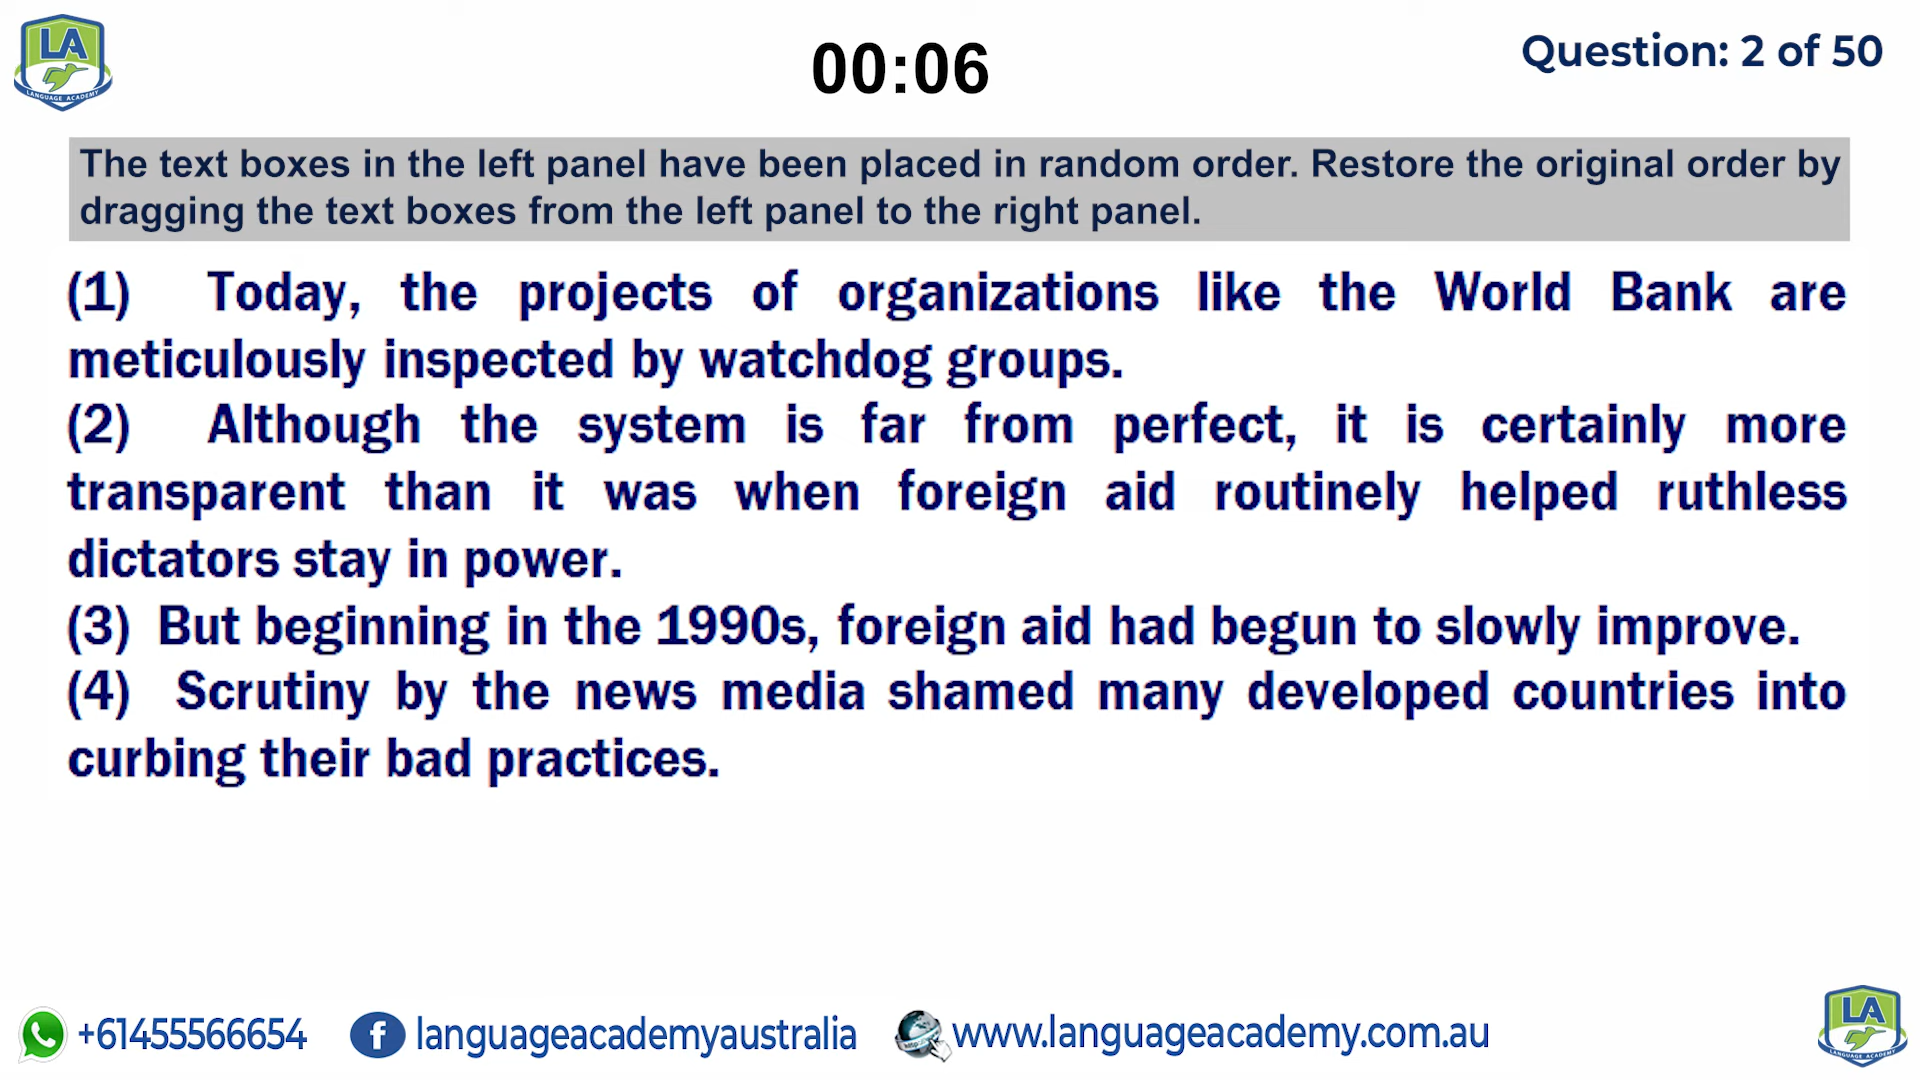 LA
LANGUAGE ACADEMY
00:06
Question: 2 of 50
The text boxes in the left panel have been placed in random order. Restore the original order by
dragging the text boxes from the left panel to the right panel.
(1) Today, the projects of organizations like the World Bank are
meticulously inspected by watchdog groups.
(2) Although the system is far from perfect, it is certainly more
transparent than it was when foreign aid routinely helped ruthless
dictators stay in power.
(3) But beginning in the 1990s, foreign aid had begun to slowly improve.
(4) Scrutiny by the news media shamed many developed countries into
curbing their bad practices.
+61455566654
f
languageacademyaustralia
www.languageacademy.com.au
LA
LANGUAGE ACADEMY